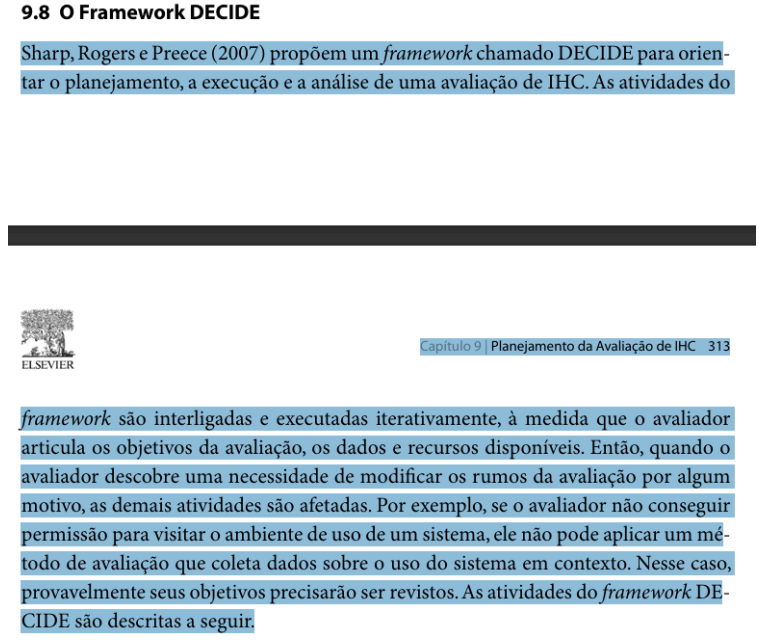 9.8 O Framework DECIDE
Sharp, Rogers e Preece (2007) propõem um framework chamado DECIDE para orien-
tar o planejamento, a execução e a análise de uma avaliação de IHC. As atividades do
ELSEVIER
Capítulo 9 | Planejamento da Avaliação de IHC 313
framework são interligadas e executadas iterativamente, à medida que o avaliador
articula os objetivos da avaliação, os dados e recursos disponíveis. Então, quando o
avaliador descobre uma necessidade de modificar os rumos da avaliação por algum
motivo, as demais atividades são afetadas. Por exemplo, se o avaliador não conseguir
permissão para visitar o ambiente de uso de um sistema, ele não pode aplicar um mé-
todo de avaliação que coleta dados sobre o uso do sistema em contexto. Nesse caso,
provavelmente seus objetivos precisarão ser revistos. As atividades do framework DE-
CIDE são descritas a seguir.